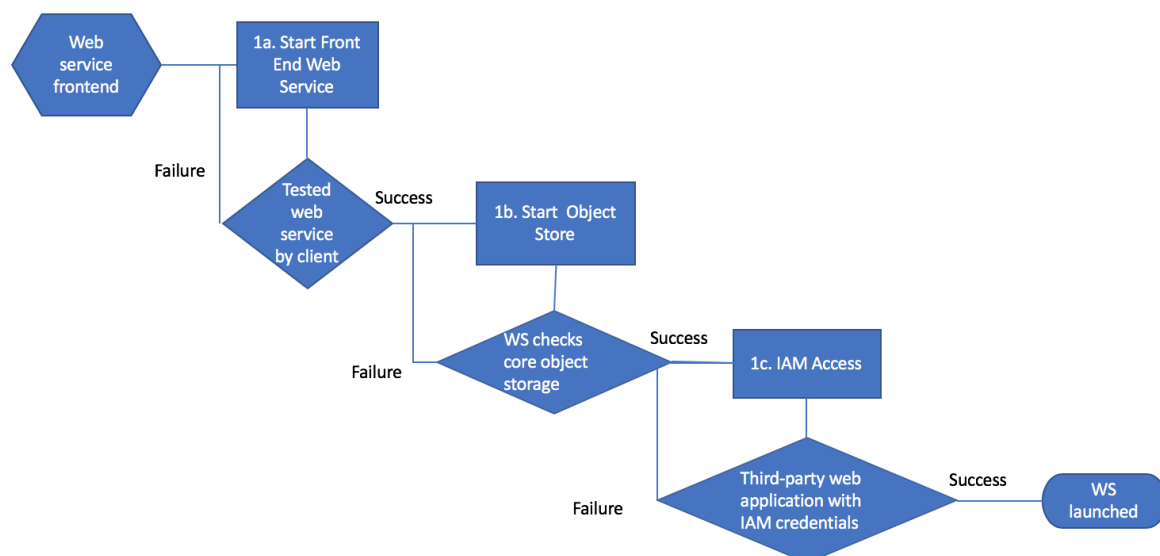 Web
service
frontend
1a. Start Front
End Web
Service
Failure
Tested
web
service
by client
Success
1b. Start Object
Store
Failure
WS checks
core object
storage
Success
1c. IAM Access
Failure
Third-party web
application with
IAM credentials
Success
WS
launched